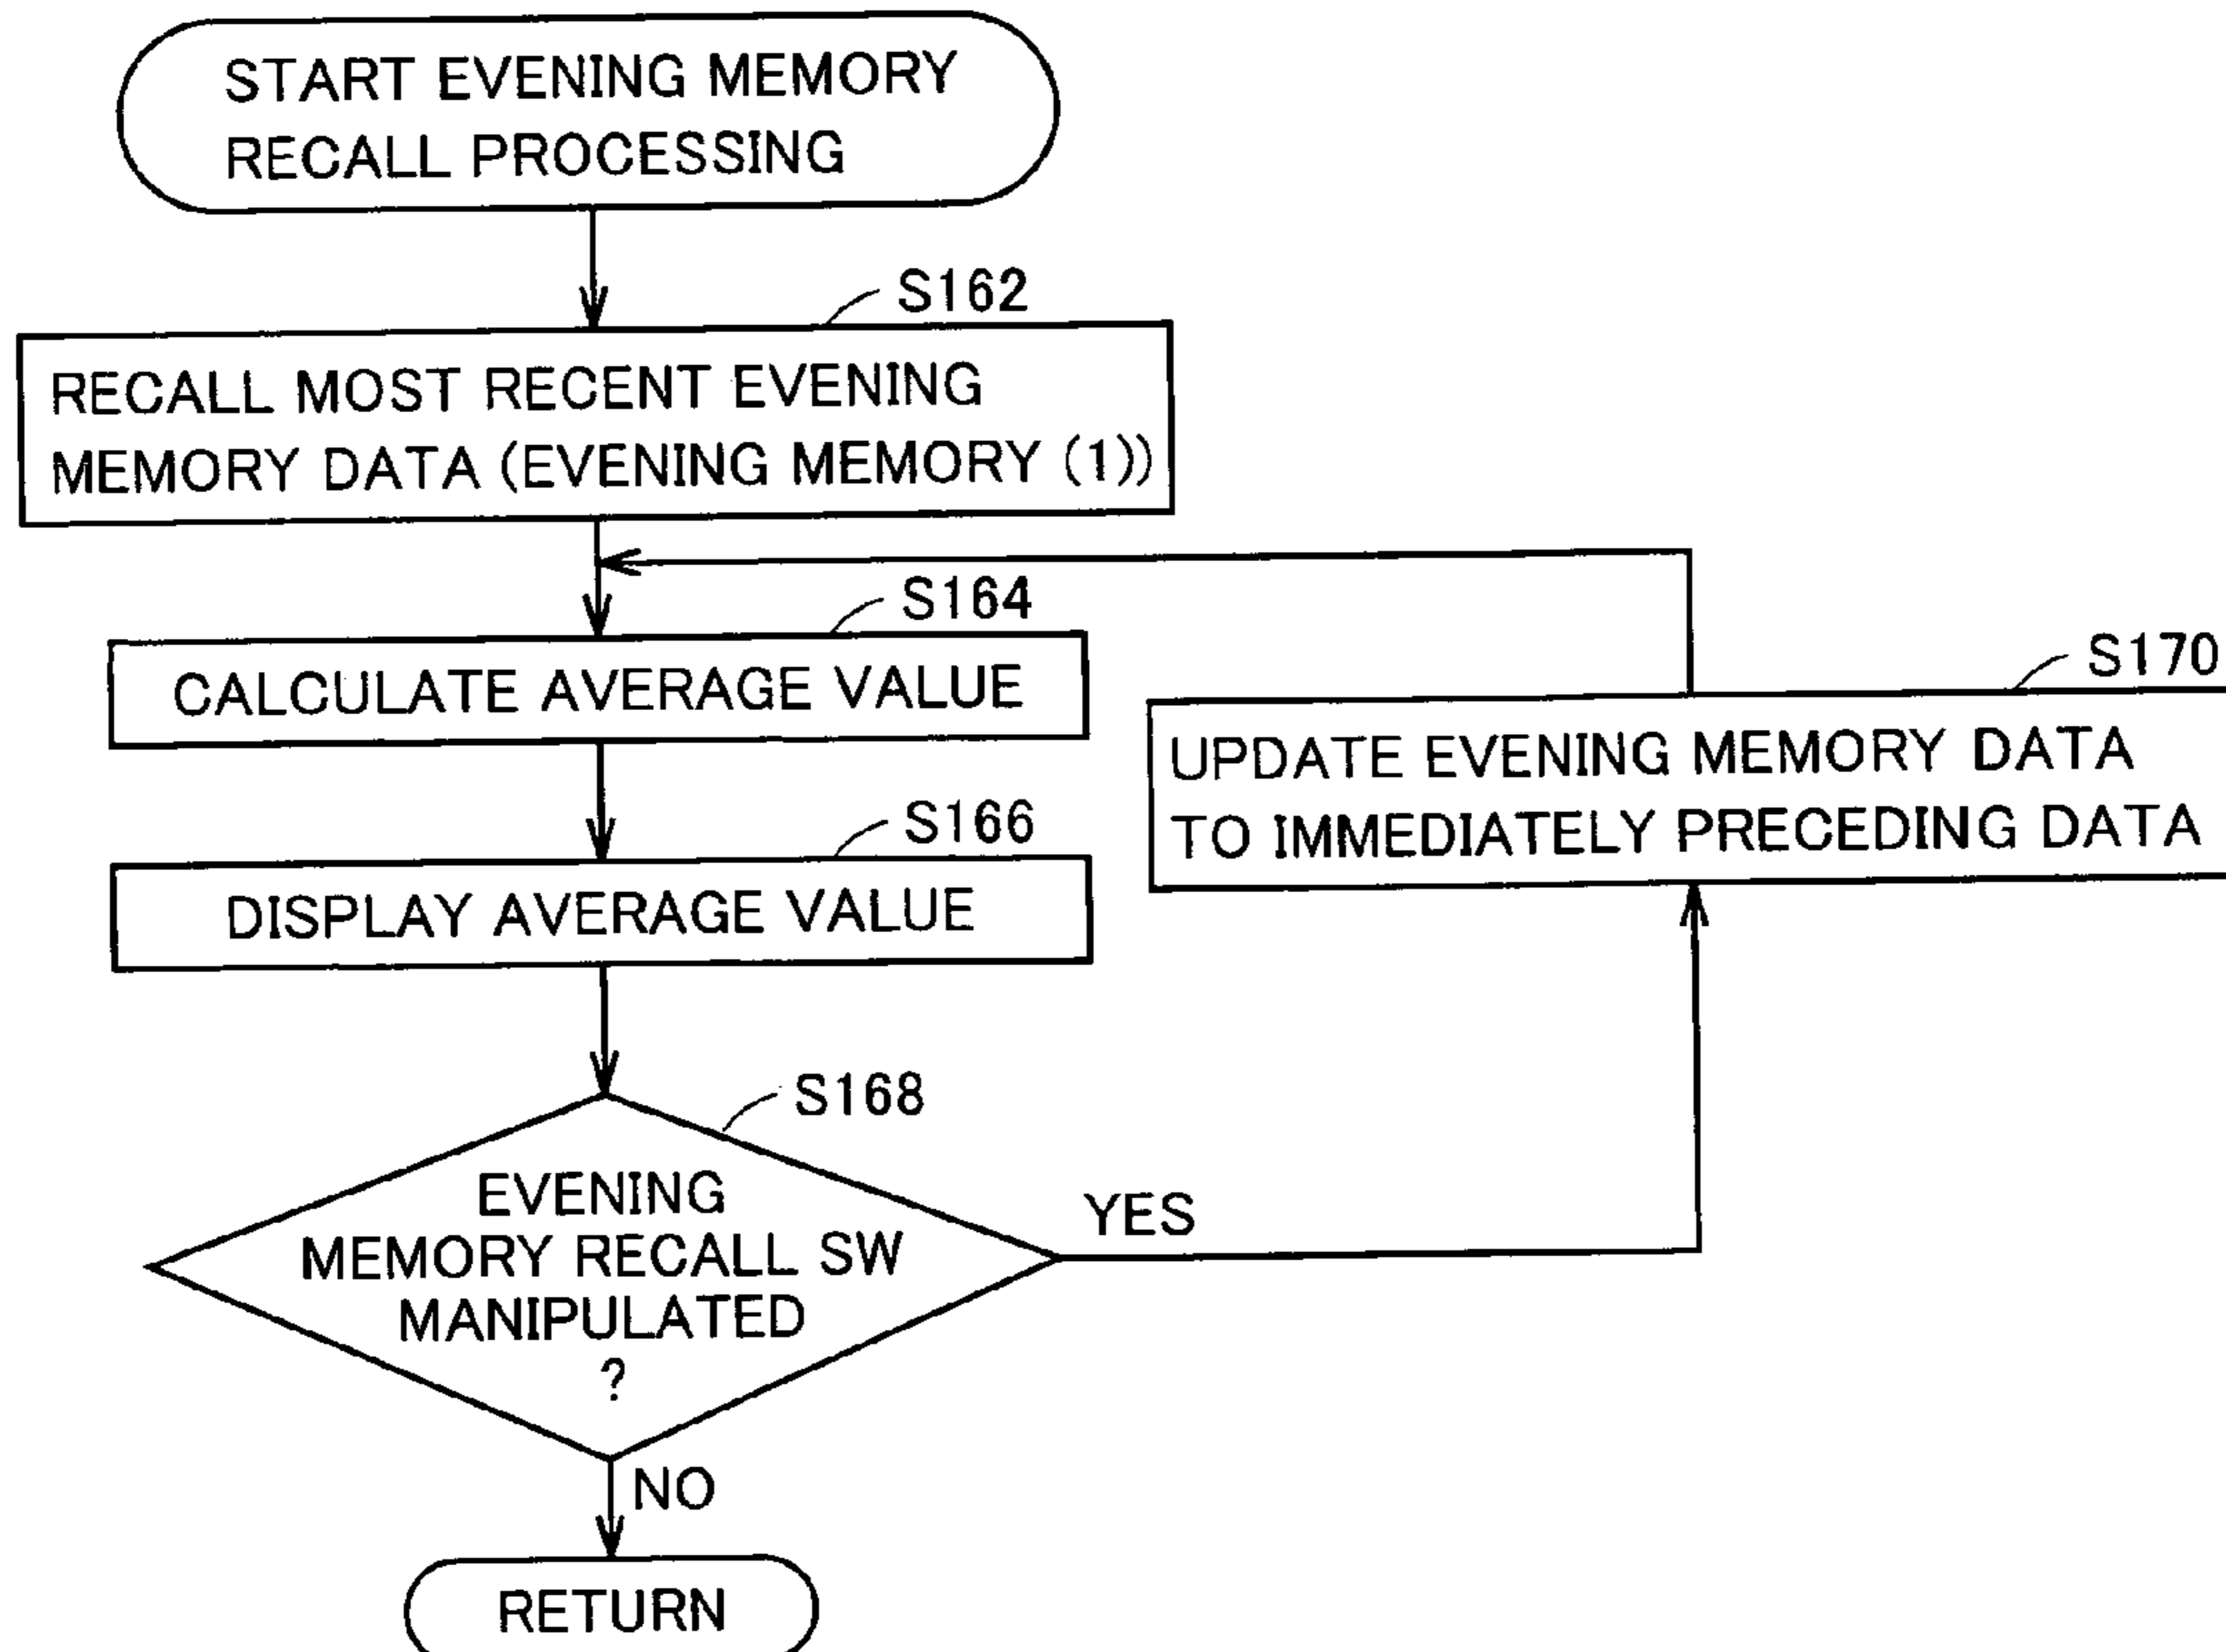 START EVENING MEMORY
RECALL PROCESSING
S162
RECALL MOST RECENT EVENING
MEMORY DATA (EVENING MEMORY (1))
S164
CALCULATE AVERAGE VALUE
S170
UPDATE EVENING MEMORY DATA
TO IMMEDIATELY PRECEDING DATA
S166
DISPLAY AVERAGE VALUE
S168
EVENING
MEMORY RECALL SW
MANIPULATED
?
YES
NO
RETURN